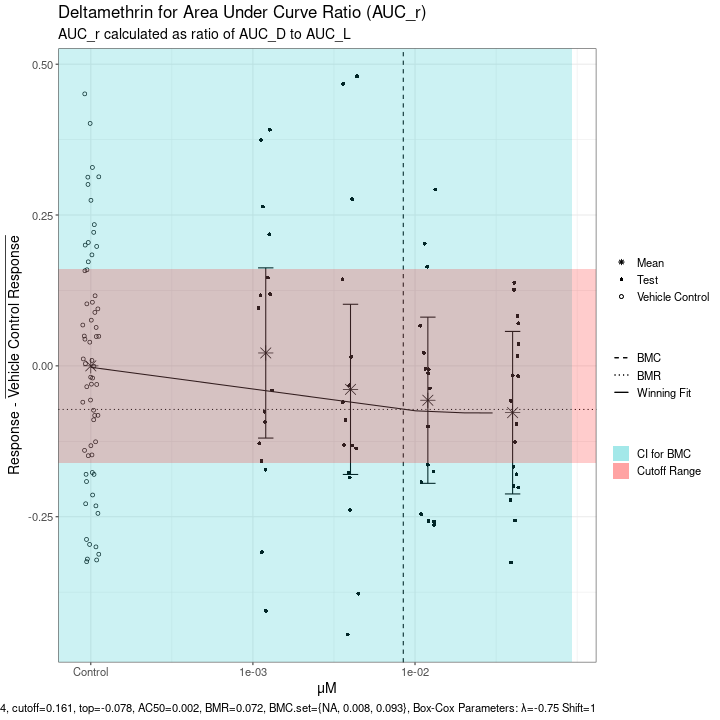 Deltamethrin for Area Under Curve Ratio (AUC_r)
AUC_r calculated as ratio of AUC_D to AUC_L
Response - Vehicle Control Response
0.50
0.25
0.00
-0.25
Control
1e-03
1e-02
μM
Mean
Test
Vehicle Control
BMC
BMR
Winning Fit
CI for BMC
Cutoff Range
4, cutoff=0.161, top=-0.078, AC50=0.002, BMR=0.072, BMC.set={NA, 0.008, 0.093}, Box-Cox Parameters: λ=-0.75 Shift=1